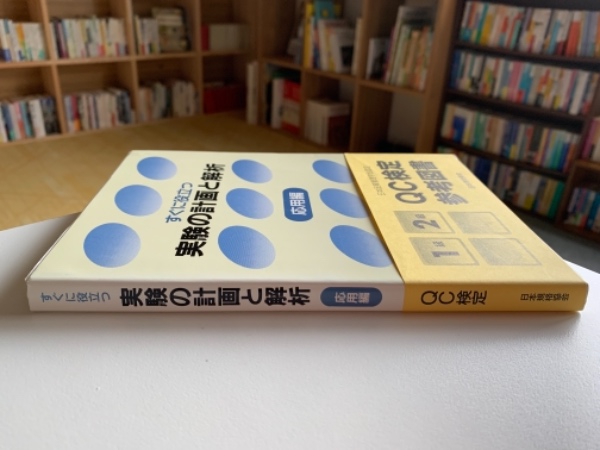 すぐに役立つ
実験の計画と解析
応用編
QC検定
参考図書
2級
1級
すぐに役立つ 実験の計画と解析 応用編
QC検定
日本規格協会